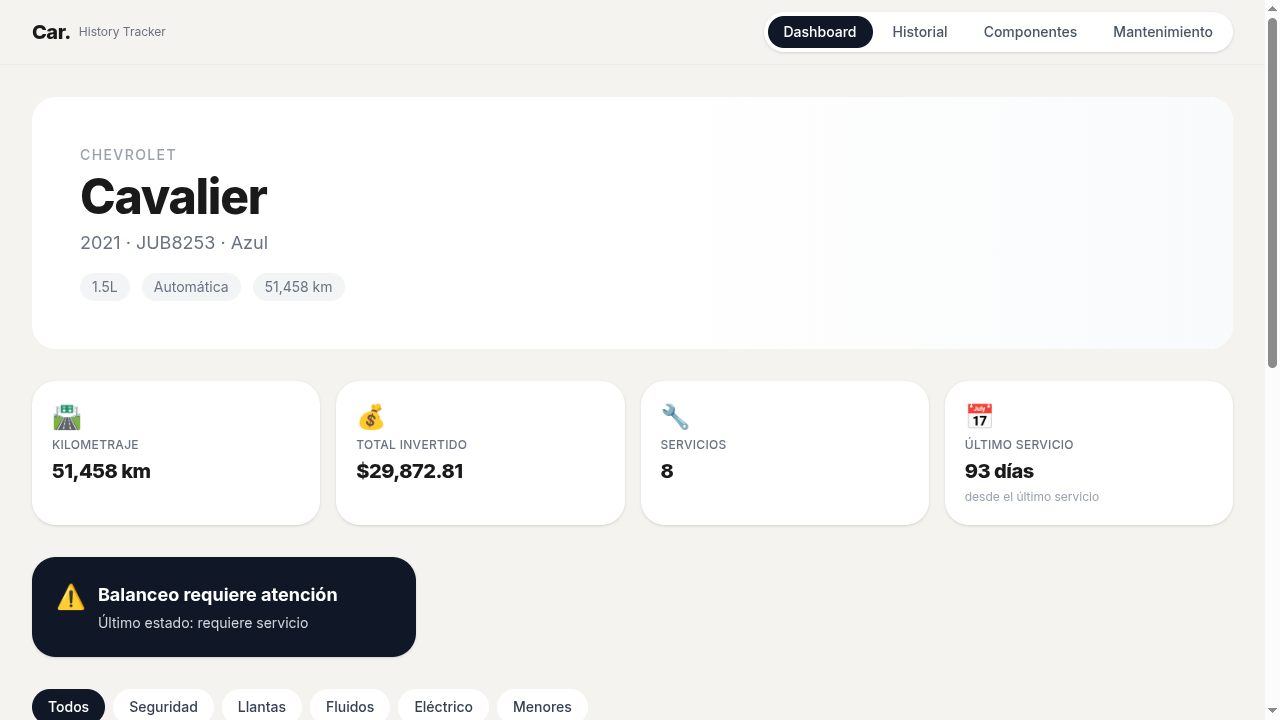 Car. History Tracker
Dashboard Historial Componentes Mantenimiento
CHEVROLET
Cavalier
2021 · JUB8253 · Azul
1.5L Automática 51,458 km
KILOMETRAJE
51,458 km
TOTAL INVERTIDO
$29,872.81
SERVICIOS
8
July
17
ÚLTIMO SERVICIO
93 días
desde el último servicio
Balanceo requiere atención
Último estado: requiere servicio
Todos Seguridad Llantas Fluidos Eléctrico Menores